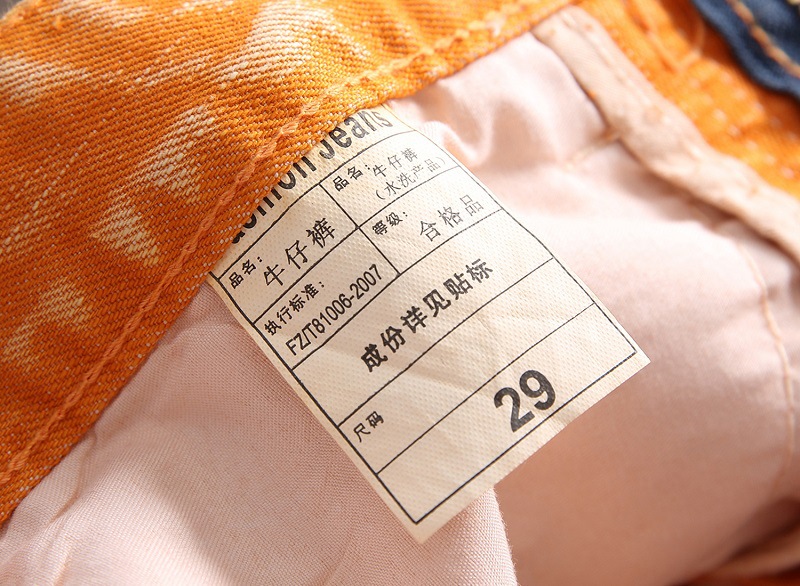 Jeans
品名: 牛仔裤
品名: 牛仔裤
(水洗产品)
执行标准:
FZ/T81006-2007
等级: 合格品
成份详见贴标
尺码 29